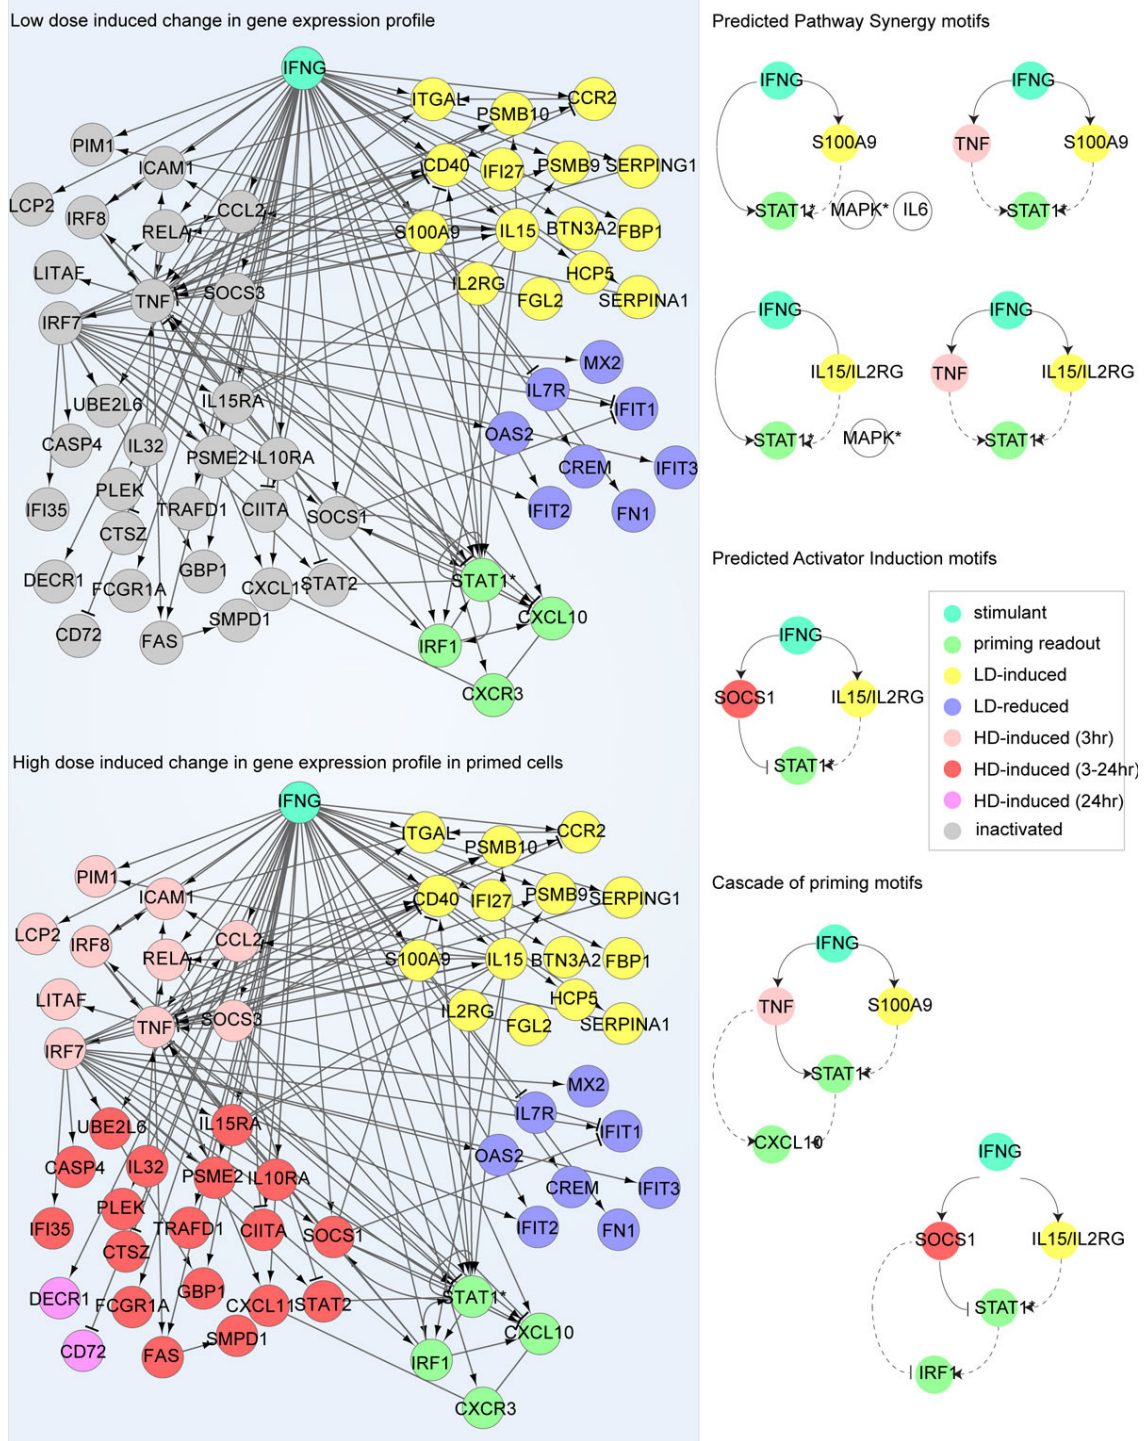 Low dose induced change in gene expression profile
IFNG
ITGAL
CCR2
PSMB10
PIM1
ICAM1
CD40
IFI27
PSMB9
SERPING1
LCP2
IRF8
CCL2
RELA
S100A9
IL15
BTN3A2
FBP1
LITAF
TNF
SOCS3
IL2RG
FGL2
HCP5
SERPINA1
IRF7
MX2
UBE2L6
IL15RA
IL7R
IFIT1
CASP4
IL32
PSME2
IL10RA
OAS2
CREM
IFIT3
PLEK
IFI35
TRAFD1
CIITA
SOCS1
IFIT2
FN1
CTSZ
DECR1
FCGR1A
GBP1
CXCL11
STAT2
STAT1*
CD72
FAS
SMPD1
CXCL10
IRF1
CXCR3
High dose induced change in gene expression profile in primed cells
IFNG
ITGAL
CCR2
PSMB10
PIM1
ICAM1
CD40
IFI27
PSMB9
SERPING1
LCP2
IRF8
CCL2
RELA
S100A9
IL15
BTN3A2
FBP1
LITAF
TNF
SOCS3
IL2RG
FGL2
HCP5
SERPINA1
IRF7
MX2
UBE2L6
IL15RA
IL7R
IFIT1
CASP4
IL32
PSME2
IL10RA
OAS2
CREM
IFIT3
PLEK
IFI35
TRAFD1
CIITA
SOCS1
IFIT2
FN1
CTSZ
DECR1
FCGR1A
GBP1
CXCL11
STAT2
STAT1*
CD72
FAS
SMPD1
CXCL10
IRF1
CXCR3
Predicted Pathway Synergy motifs
IFNG
S100A9
STAT1*
MAPK*
IL6
IFNG
TNF
S100A9
STAT1*
IFNG
IL15/IL2RG
STAT1*
MAPK*
IFNG
TNF
IL15/IL2RG
STAT1*
Predicted Activator Induction motifs
IFNG
SOCS1
IL15/IL2RG
STAT1*
stimulant
priming readout
LD-induced
LD-reduced
HD-induced (3hr)
HD-induced (3-24hr)
HD-induced (24hr)
inactivated
Cascade of priming motifs
IFNG
TNF
S100A9
STAT1*
CXCL10
IFNG
SOCS1
IL15/IL2RG
STAT1*
IRF1